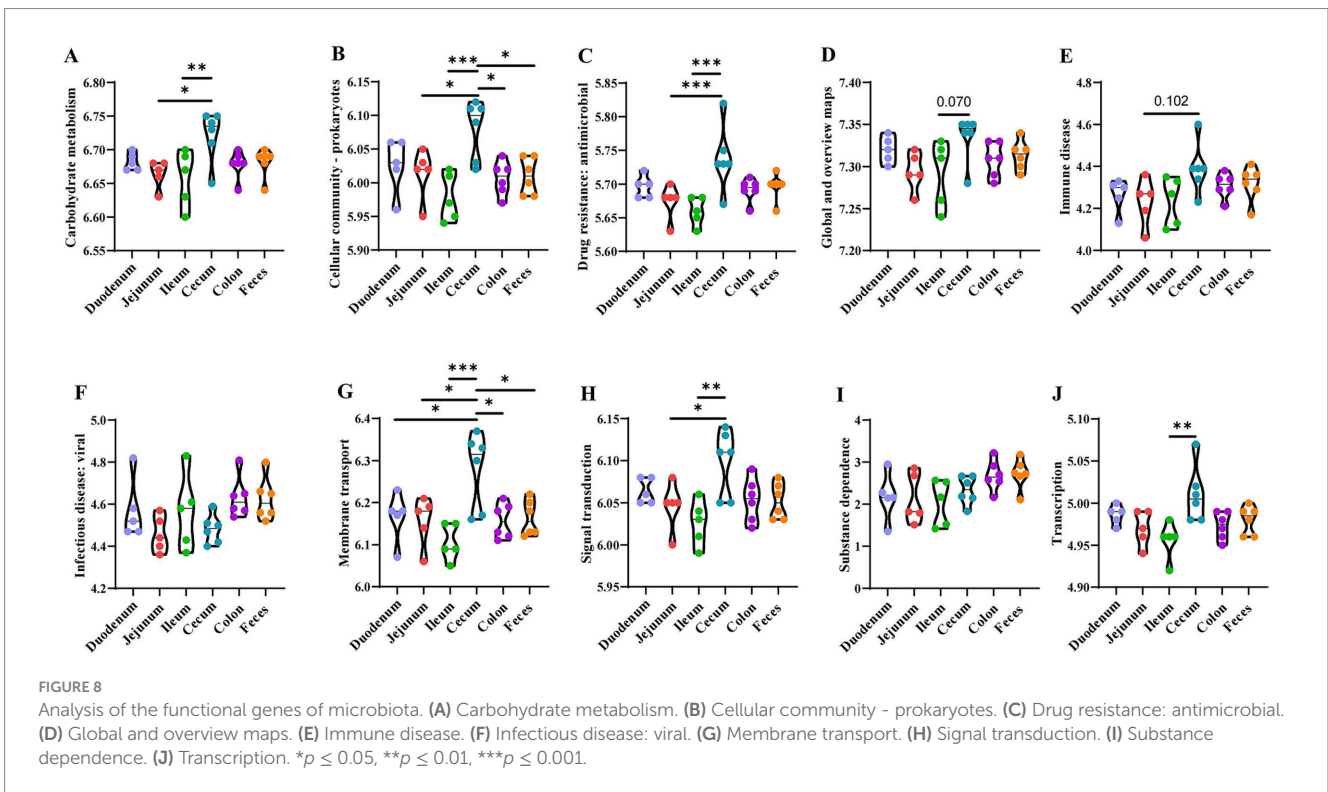 A
Carbohydrate metabolism
6.80
6.75
6.70
6.65
6.60
6.55
**
*
Duodenum
Jejunum
Ileum
Cecum
Colon
Feces
B
Cellular community - prokaryotes
6.15
6.10
6.05
6.00
5.95
5.90
*** *
* *
Duodenum
Jejunum
Ileum
Cecum
Colon
Feces
C
Drug resistance: antimicrobial
5.85
5.80
5.75
5.70
5.65
5.60
***
***
Duodenum
Jejunum
Ileum
Cecum
Colon
Feces
D
Global and overview maps
7.40
7.35
7.30
7.25
7.20
0.070
Duodenum
Jejunum
Ileum
Cecum
Colon
Feces
E
Immune disease
4.8
4.6
4.4
4.2
4.0
0.102
Duodenum
Jejunum
Ileum
Cecum
Colon
Feces
F
Infectious disease: viral
5.0
4.8
4.6
4.4
4.2
Duodenum
Jejunum
Ileum
Cecum
Colon
Feces
G
Membrane transport
6.4
6.3
6.2
6.1
6.0
***
* *
* *
Duodenum
Jejunum
Ileum
Cecum
Colon
Feces
H
Signal transduction
6.15
6.10
6.05
6.00
5.95
**
*
Duodenum
Jejunum
Ileum
Cecum
Colon
Feces
I
Substance dependence
4
3
2
1
0
Duodenum
Jejunum
Ileum
Cecum
Colon
Feces
J
Transcription
5.10
5.05
5.00
4.95
4.90
**
Duodenum
Jejunum
Ileum
Cecum
Colon
Feces
FIGURE 8
Analysis of the functional genes of microbiota. (A) Carbohydrate metabolism. (B) Cellular community - prokaryotes. (C) Drug resistance: antimicrobial.
(D) Global and overview maps. (E) Immune disease. (F) Infectious disease: viral. (G) Membrane transport. (H) Signal transduction. (I) Substance
dependence. (J) Transcription. *p ≤ 0.05, **p ≤ 0.01, ***p ≤ 0.001.